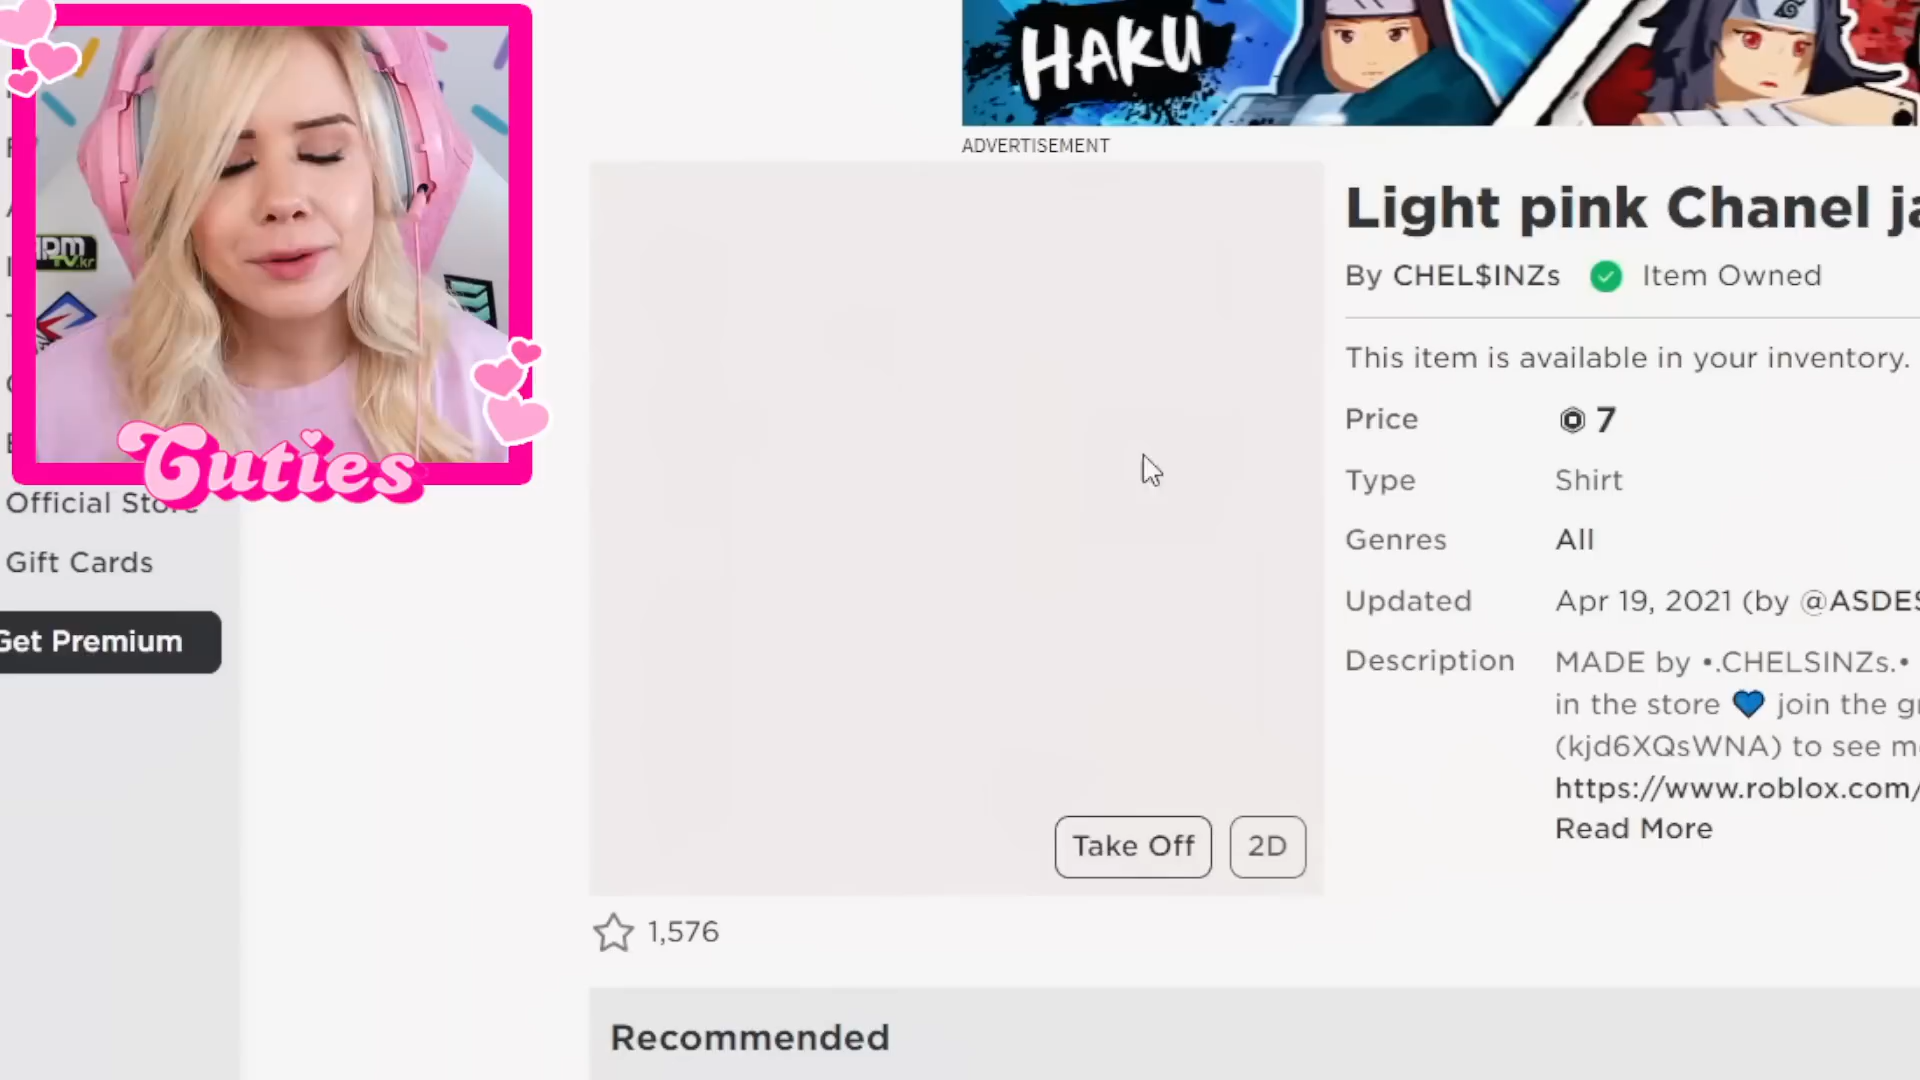 HAKU
ADVERTISEMENT
Light pink Chanel ja
By CHEL$INZs Item Owned
This item is available in your inventory.
Price 7
Type Shirt
Genres All
Updated Apr 19, 2021 (by @ASDES
Description MADE by •.CHELSINZs.•
in the store 💙 join the gr
(kjd6XQsWNA) to see m
https://www.roblox.com/
Read More
Cuties
Official Store
Gift Cards
Get Premium
Take Off 2D
1,576
Recommended